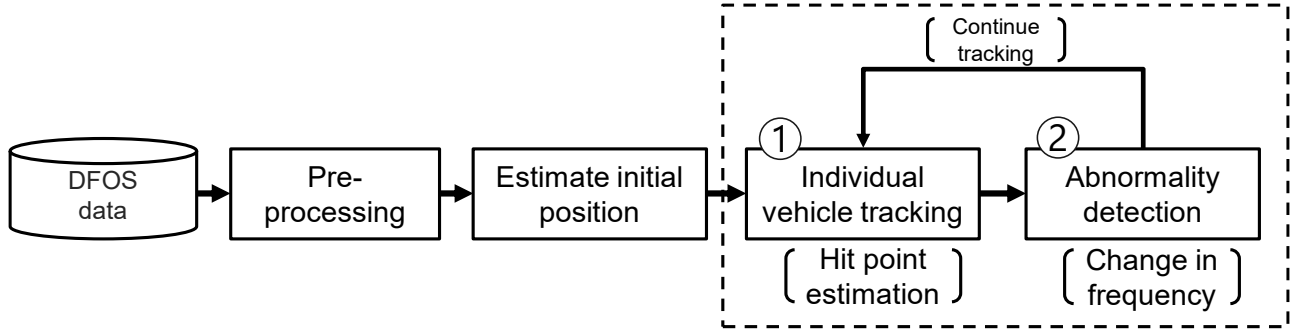 Continue
tracking
①
②
DFOS
data
Pre-
processing
Estimate initial
position
Individual
vehicle tracking
Abnormality
detection
Hit point
estimation
Change in
frequency